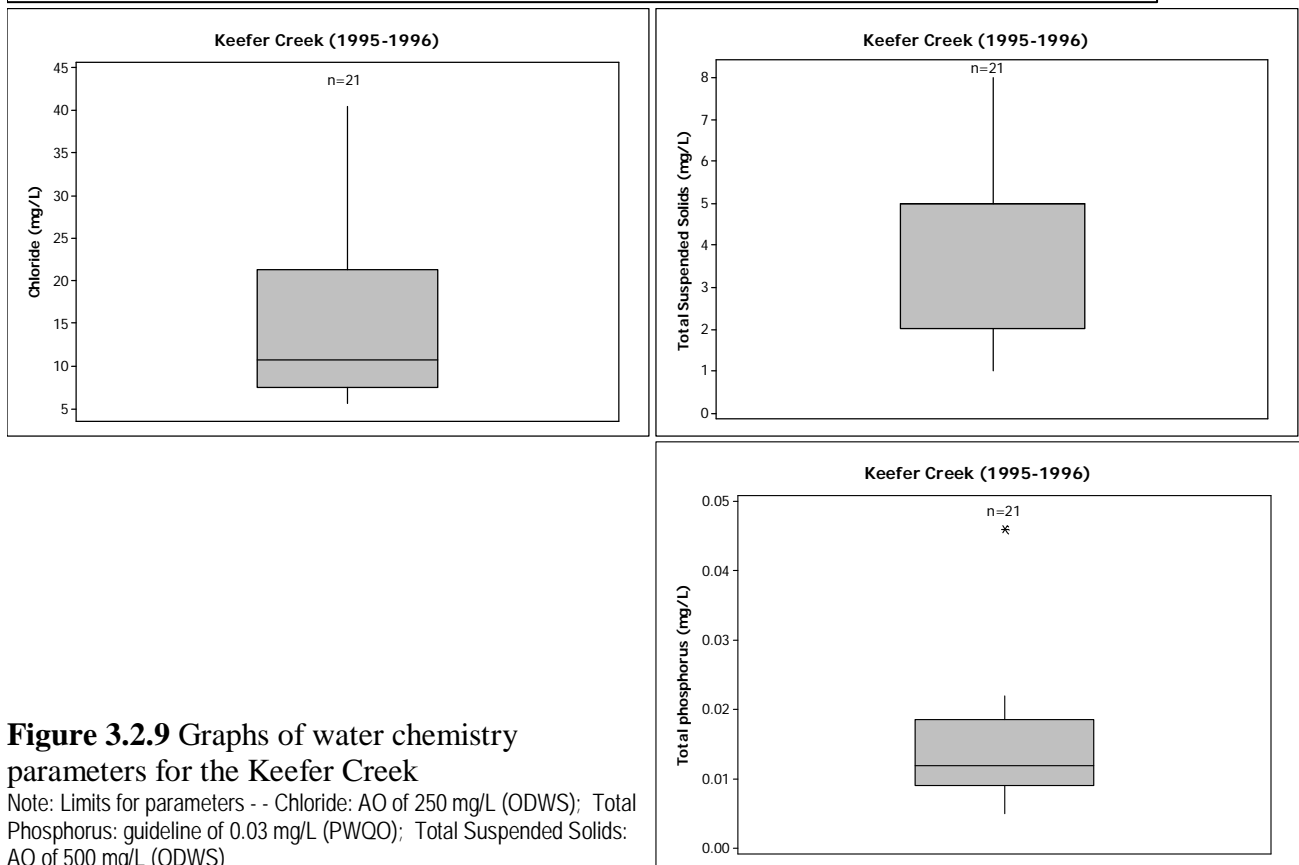 Keefer Creek (1995-1996)
n=21
Chloride (mg/L)
45
40
35
30
25
20
15
10
5
Keefer Creek (1995-1996)
n=21
Total Suspended Solids (mg/L)
8
7
6
5
4
3
2
1
0
Keefer Creek (1995-1996)
n=21
Total phosphorus (mg/L)
0.05
0.04
0.03
0.02
0.01
0.00
Figure 3.2.9 Graphs of water chemistry
parameters for the Keefer Creek
Note: Limits for parameters - - Chloride: AO of 250 mg/L (ODWS); Total
Phosphorus: guideline of 0.03 mg/L (PWQO); Total Suspended Solids:
AO of 500 mg/L (ODWS)